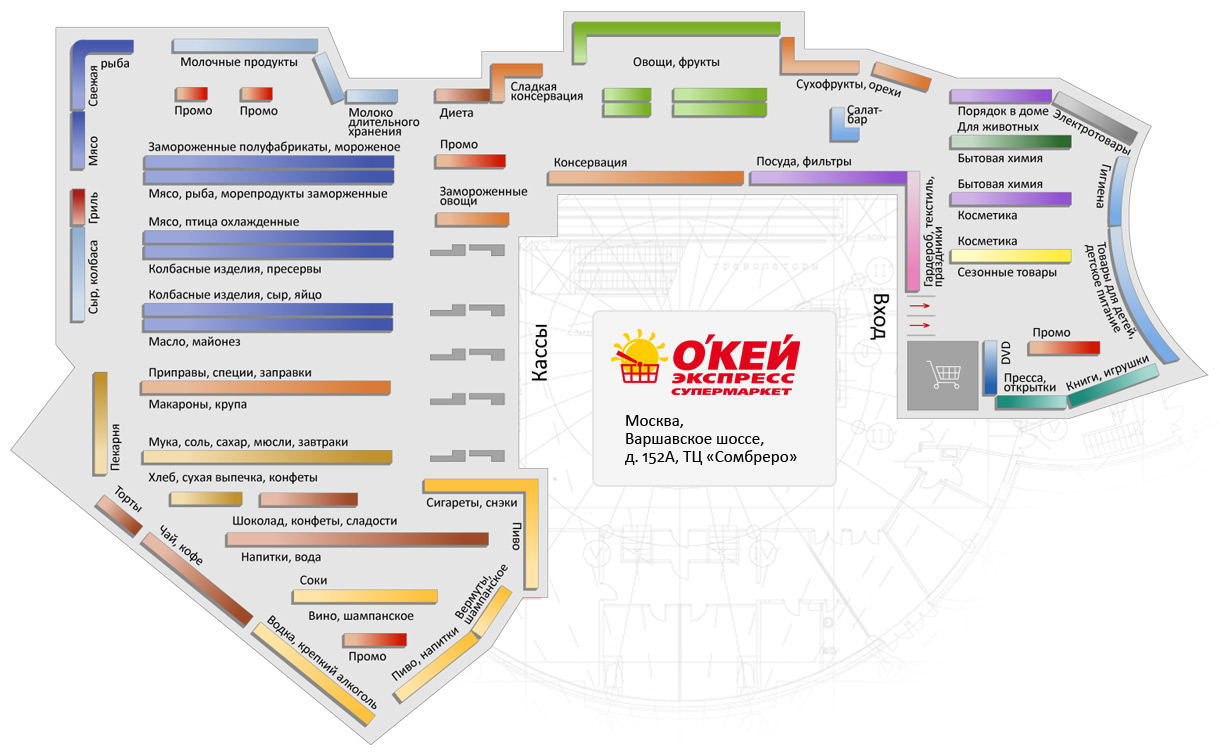 Свежая
рыба
Молочные продукты
Промо
Промо
Молоко
длительного
хранения
Диета
Сладкая
консервация
Овощи, фрукты
Сухофрукты, орехи
Салат-
бар
Порядок в доме
Электротовары
Для животных
Бытовая химия
Мясо
Замороженные полуфабрикаты, мороженое
Мясо, рыба, морепродукты замороженные
Промо
Консервация
Посуда, фильтры
Гигиена
Бытовая химия
Косметика
Замороженные
овощи
Гриль
Мясо, птица охлажденные
Колбасные изделия, пресервы
Гардероб, текстиль,
праздники
Косметика
Сезонные товары
Товары для детей,
детское питание
Сыр, колбаса
Колбасные изделия, сыр, яйцо
Масло, майонез
Кассы
Вход
О'КЕЙ
ЭКСПРЕСС
СУПЕРМАРКЕТ
Москва,
Варшавское шоссе,
д. 152А, ТЦ «Сомбреро»
Промо
DVD
Пресса,
открытки
Книги, игрушки
Приправы, специи, заправки
Макароны, крупа
Пекарня
Мука, соль, сахар, мюсли, завтраки
Хлеб, сухая выпечка, конфеты
Торты
Сигареты, снэки
Пиво
Чай, кофе
Шоколад, конфеты, сладости
Напитки, вода
Соки
Вино, шампанское
Вермуты,
шампанское
Промо
Водка, крепкий алкоголь
Пиво, напитки